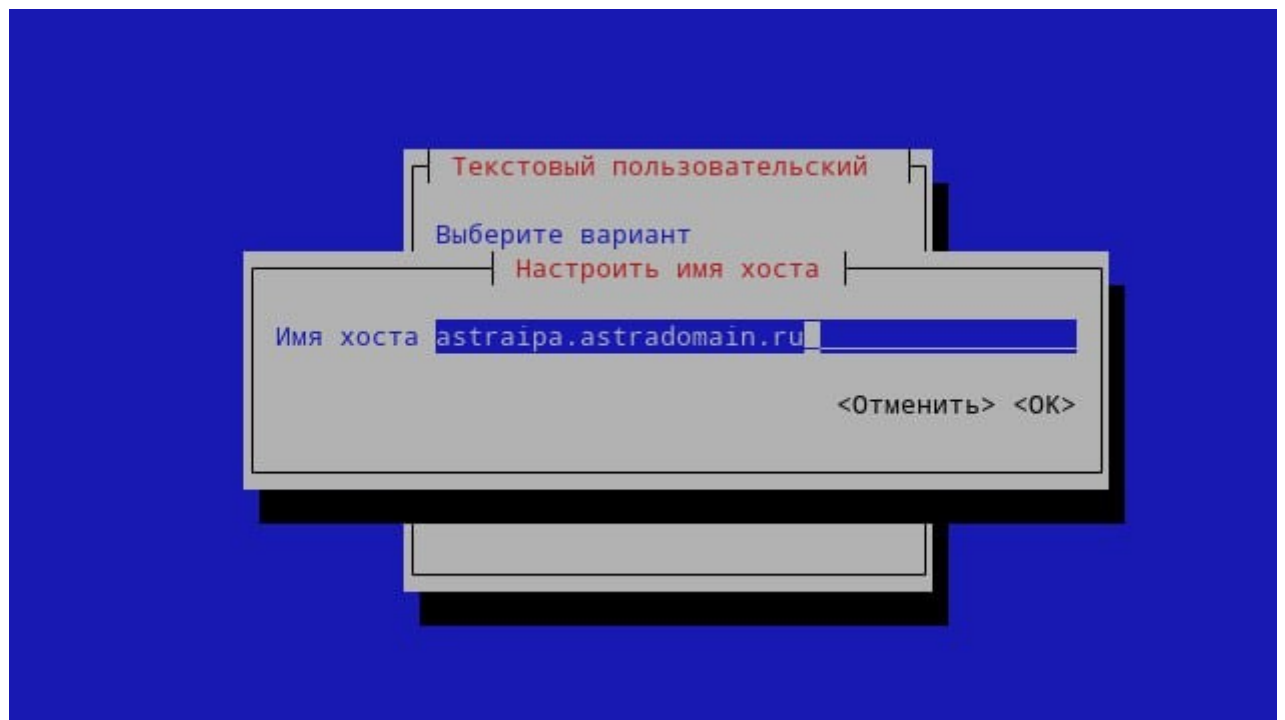 Текстовый пользовательский
Выберите вариант
Настроить имя хоста
Имя хоста astraipa.astradomain.ru
<Отменить> <OK>